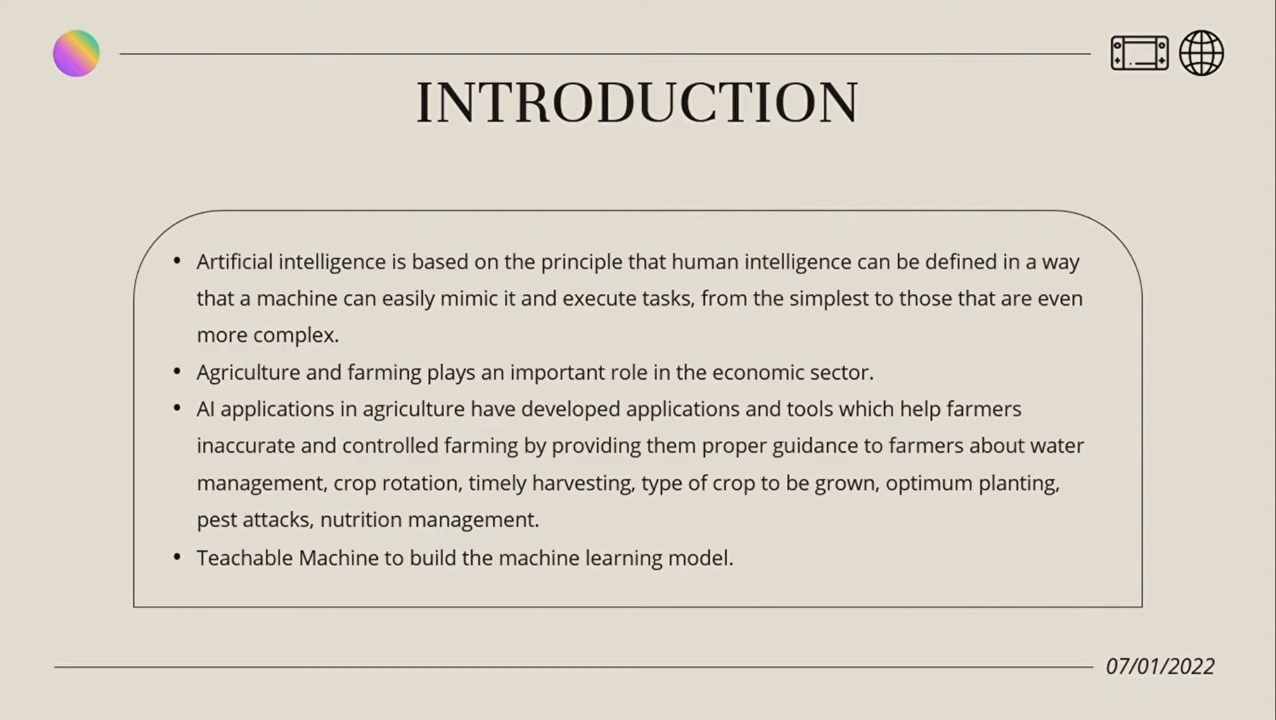 INTRODUCTION
• Artificial intelligence is based on the principle that human intelligence can be defined in a way
that a machine can easily mimic it and execute tasks, from the simplest to those that are even
more complex.
• Agriculture and farming plays an important role in the economic sector.
• AI applications in agriculture have developed applications and tools which help farmers
inaccurate and controlled farming by providing them proper guidance to farmers about water
management, crop rotation, timely harvesting, type of crop to be grown, optimum planting,
pest attacks, nutrition management.
• Teachable Machine to build the machine learning model.
07/01/2022